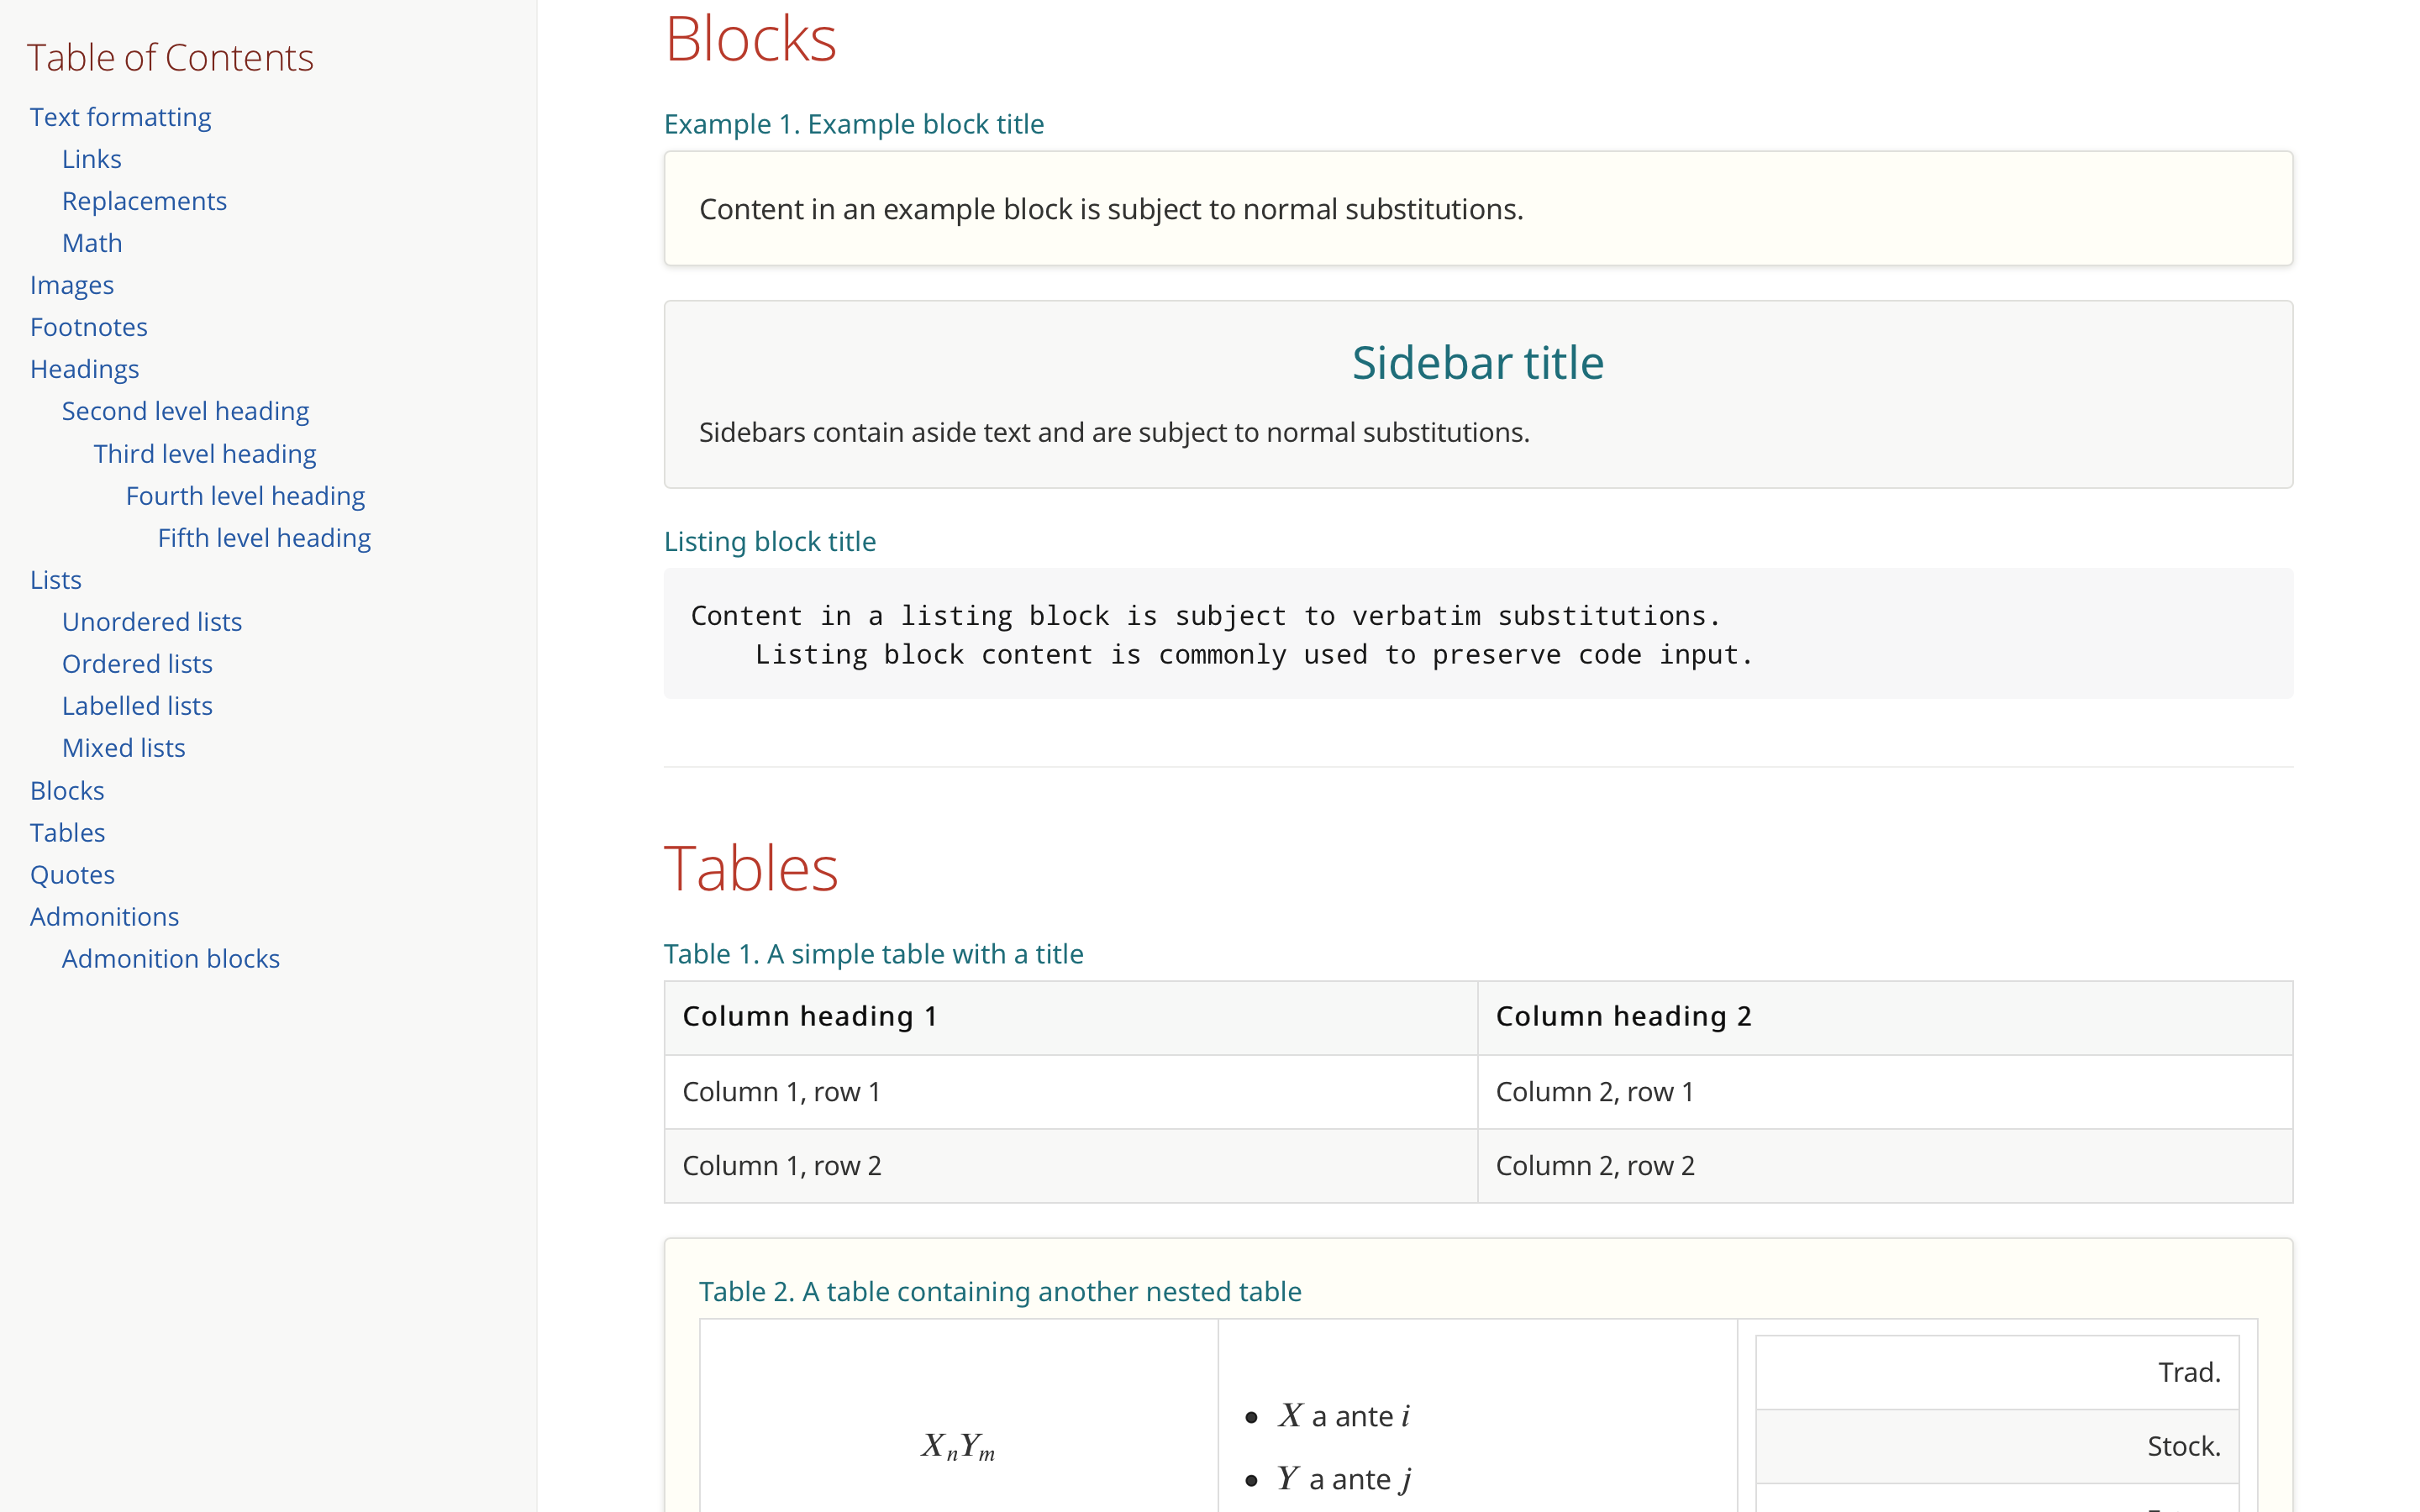 Table of Contents
Text formatting
Links
Replacements
Math
Images
Footnotes
Headings
Second level heading
Third level heading
Fourth level heading
Fifth level heading
Lists
Unordered lists
Ordered lists
Labelled lists
Mixed lists
Blocks
Tables
Quotes
Admonitions
Admonition blocks
Blocks
Example 1. Example block title
Content in an example block is subject to normal substitutions.
Sidebar title
Sidebars contain aside text and are subject to normal substitutions.
Listing block title
Content in a listing block is subject to verbatim substitutions.
    Listing block content is commonly used to preserve code input.
Tables
Table 1. A simple table with a title
Column heading 1 Column heading 2
Column 1, row 1 Column 2, row 1
Column 1, row 2 Column 2, row 2
Table 2. A table containing another nested table
XₙYₘ
• X a ante i
• Y a ante j
Trad.
Stock.